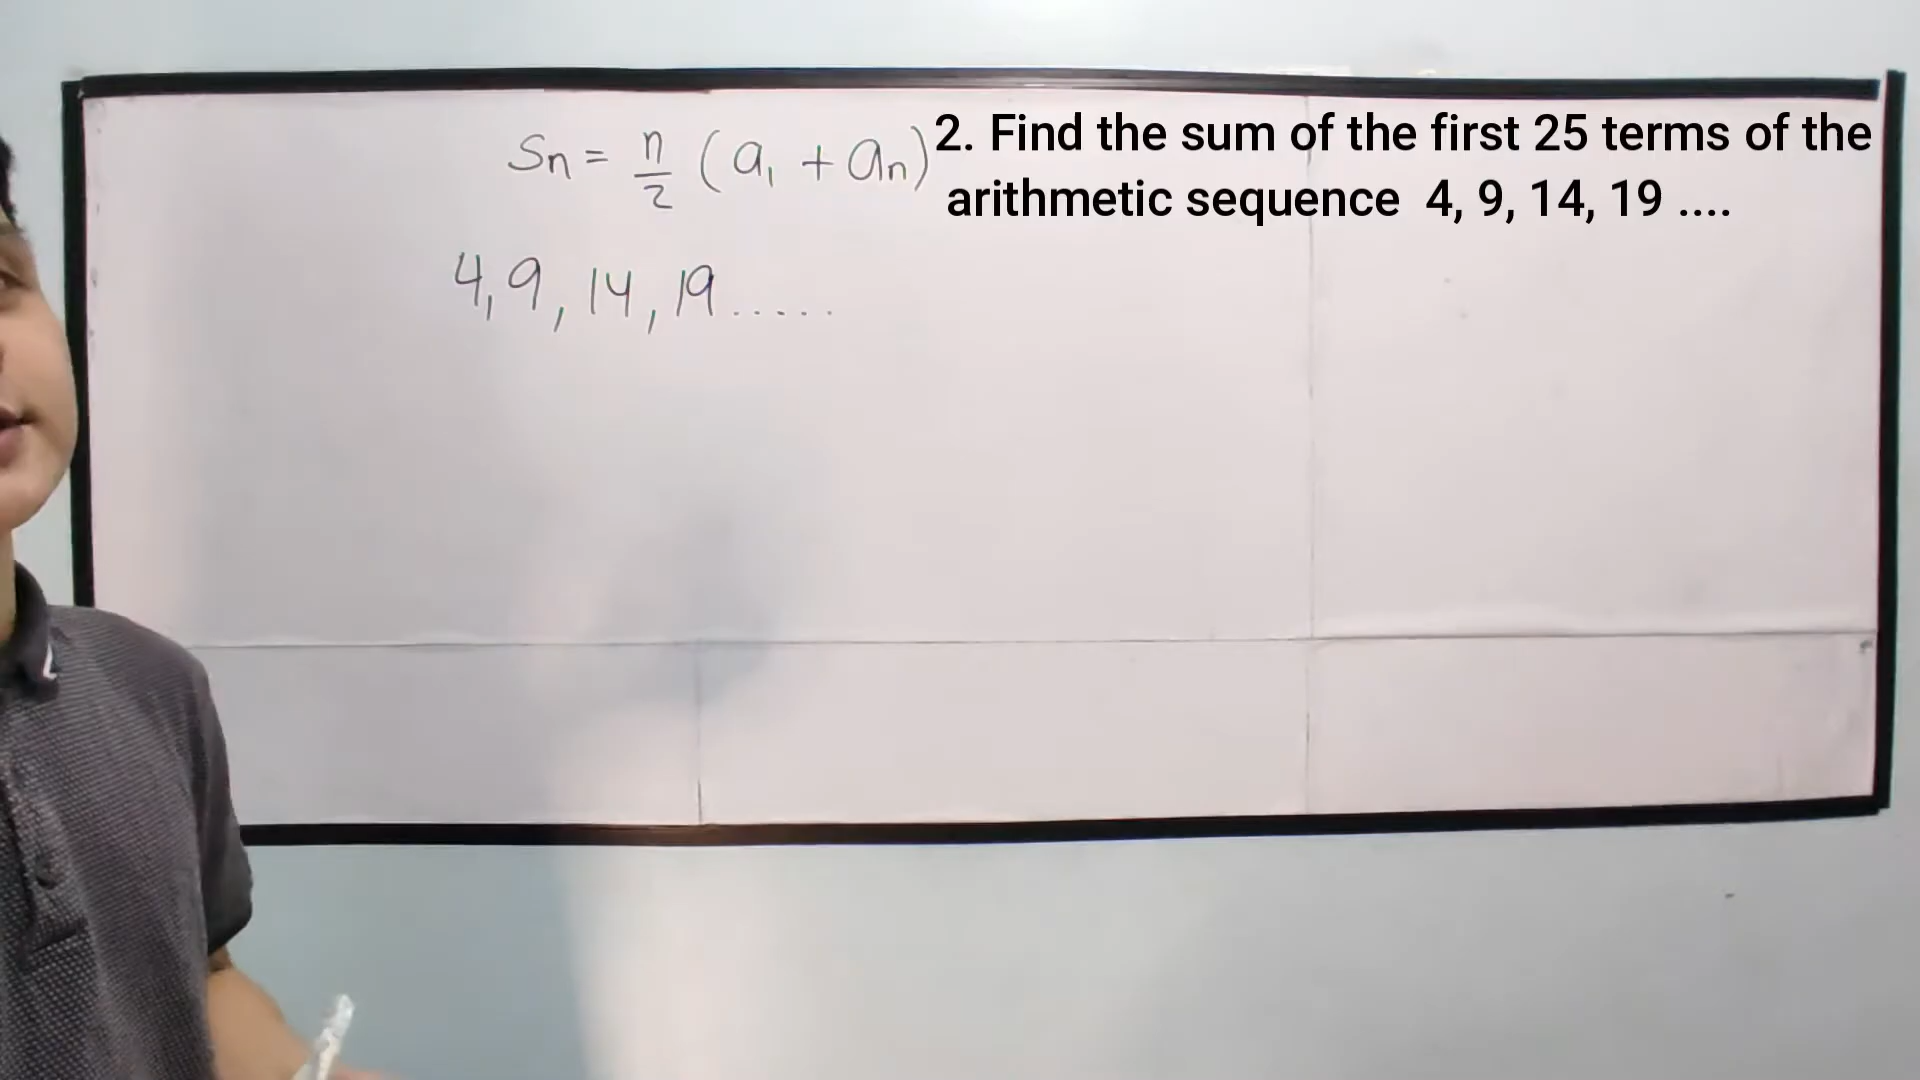 Sn = n/2 (a₁ + an)
2. Find the sum of the first 25 terms of the
arithmetic sequence 4, 9, 14, 19 ....
4, 9, 14, 19 .....